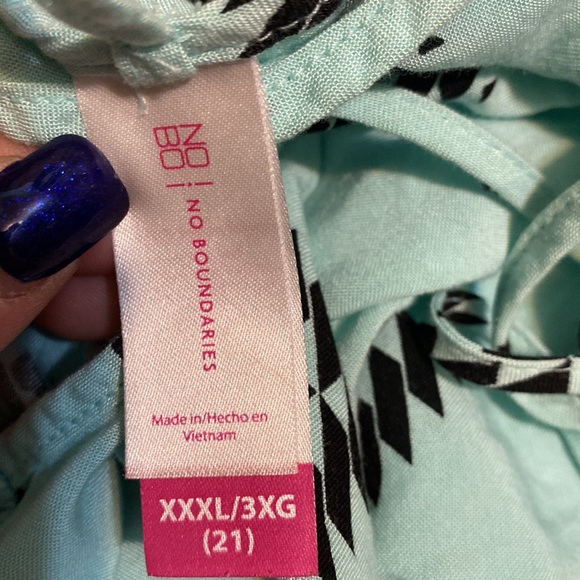 NO
BO
NO BOUNDARIES
Made in/Hecho en
Vietnam
XXXL/3XG
(21)